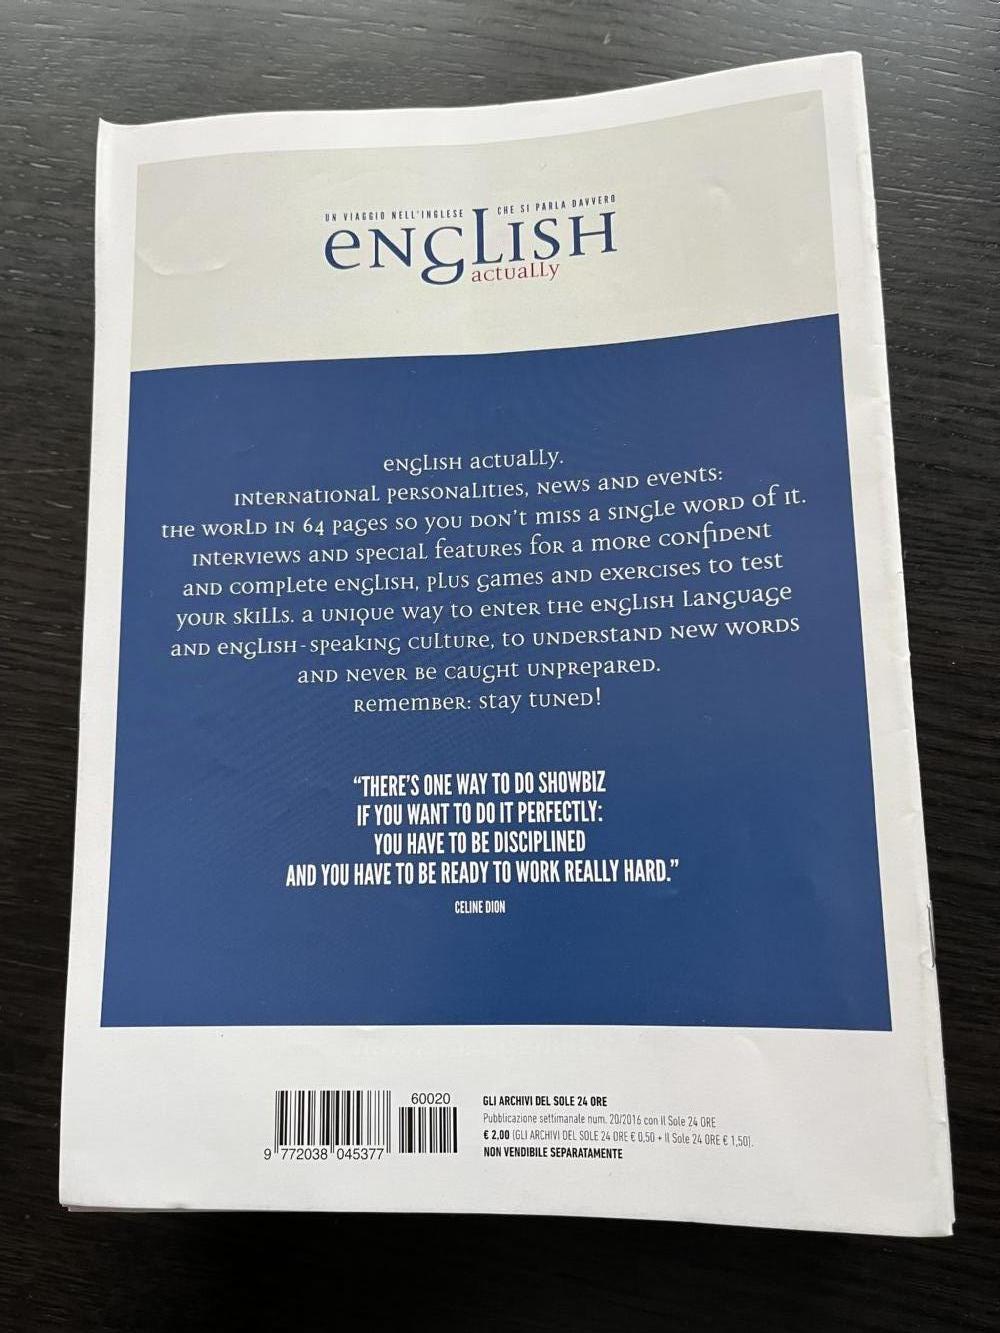 UN VIAGGIO NELL'INGLESE CHE SI PARLA DAVVERO
ENGLISH
actually
ENGLISH actually.
INTERNATIONAL PERSONALITIES, NEWS AND EVENTS:
THE WORLD IN 64 PAGES SO YOU DON'T MISS A SINGLE WORD OF IT.
INTERVIEWS AND SPECIAL FEATURES FOR A MORE CONFIDENT
AND COMPLETE ENGLISH, PLUS GAMES AND EXERCISES TO TEST
YOUR SKILLS. A UNIQUE WAY TO ENTER THE ENGLISH LANGUAGE
AND ENGLISH-SPEAKING CULTURE, TO UNDERSTAND NEW WORDS
AND NEVER BE CAUGHT UNPREPARED.
REMEMBER: STAY TUNED!
“THERE'S ONE WAY TO DO SHOWBIZ
IF YOU WANT TO DO IT PERFECTLY:
YOU HAVE TO BE DISCIPLINED
AND YOU HAVE TO BE READY TO WORK REALLY HARD.”
CELINE DION
60020
9 772038 045377
GLI ARCHIVI DEL SOLE 24 ORE
Pubblicazione settimanale num. 20/2016 con Il Sole 24 ORE
€ 2,00 (GLI ARCHIVI DEL SOLE 24 ORE € 0,50 + Il Sole 24 ORE € 1,50).
NON VENDIBILE SEPARATAMENTE